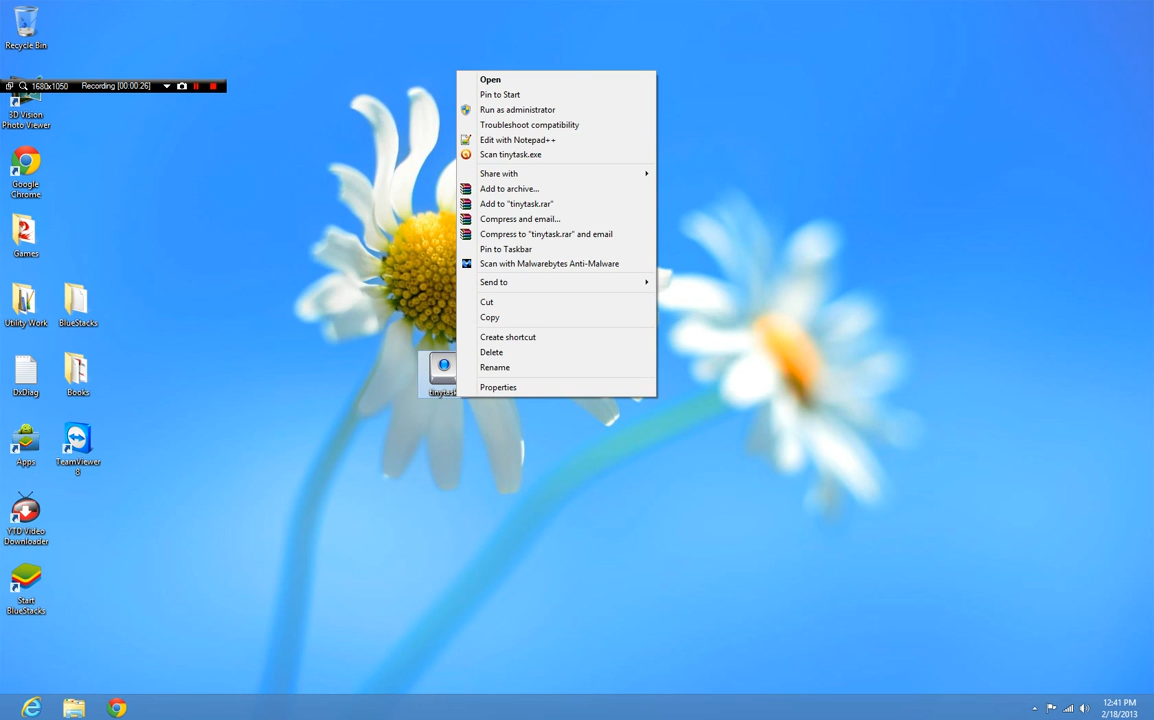 Recycle Bin
1680x1050 Recording [00:00:26]
3D Vision
Photo Viewer
Google
Chrome
Games
Utility Work
BlueStacks
DxDiag
Books
Apps
TeamViewer
8
YTD Video
Downloader
Start
BlueStacks
Open
Pin to Start
Run as administrator
Troubleshoot compatibility
Edit with Notepad++
Scan tinytask.exe
Share with
Add to archive...
Add to "tinytask.rar"
Compress and email...
Compress to "tinytask.rar" and email
Pin to Taskbar
Scan with Malwarebytes Anti-Malware
Send to
Cut
Copy
Create shortcut
Delete
Rename
Properties
tinytask
12:41 PM
2/18/2013